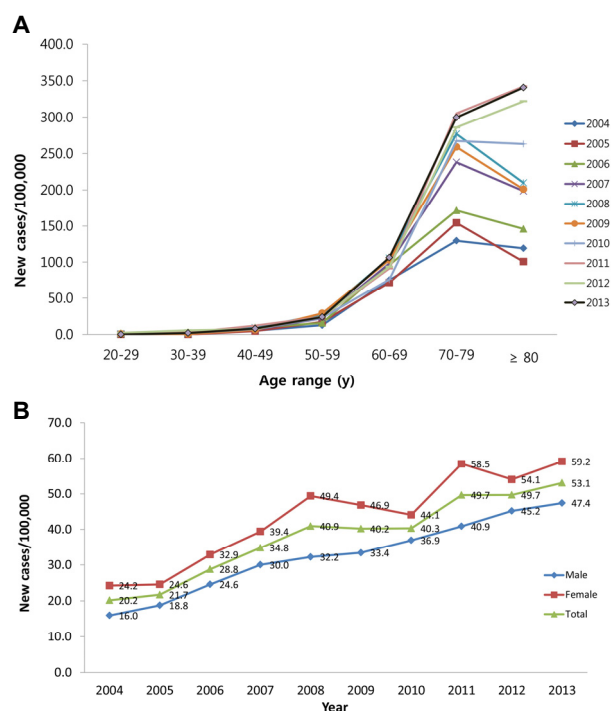 A
400.0
350.0
300.0
250.0
200.0
150.0
100.0
50.0
0.0
New cases/100,000
20-29 30-39 40-49 50-59 60-69 70-79 ≥ 80
Age range (y)
2004
2005
2006
2007
2008
2009
2010
2011
2012
2013
B
70.0
60.0
50.0
40.0
30.0
20.0
10.0
0.0
New cases/100,000
24.2 24.6 32.9 39.4 49.4 46.9 44.1 58.5 54.1 59.2
20.2 21.7 28.8 34.8 40.9 40.2 40.3 49.7 49.7 53.1
16.0 18.8 24.6 30.0 32.2 33.4 36.9 40.9 45.2 47.4
Male
Female
Total
2004 2005 2006 2007 2008 2009 2010 2011 2012 2013
Year